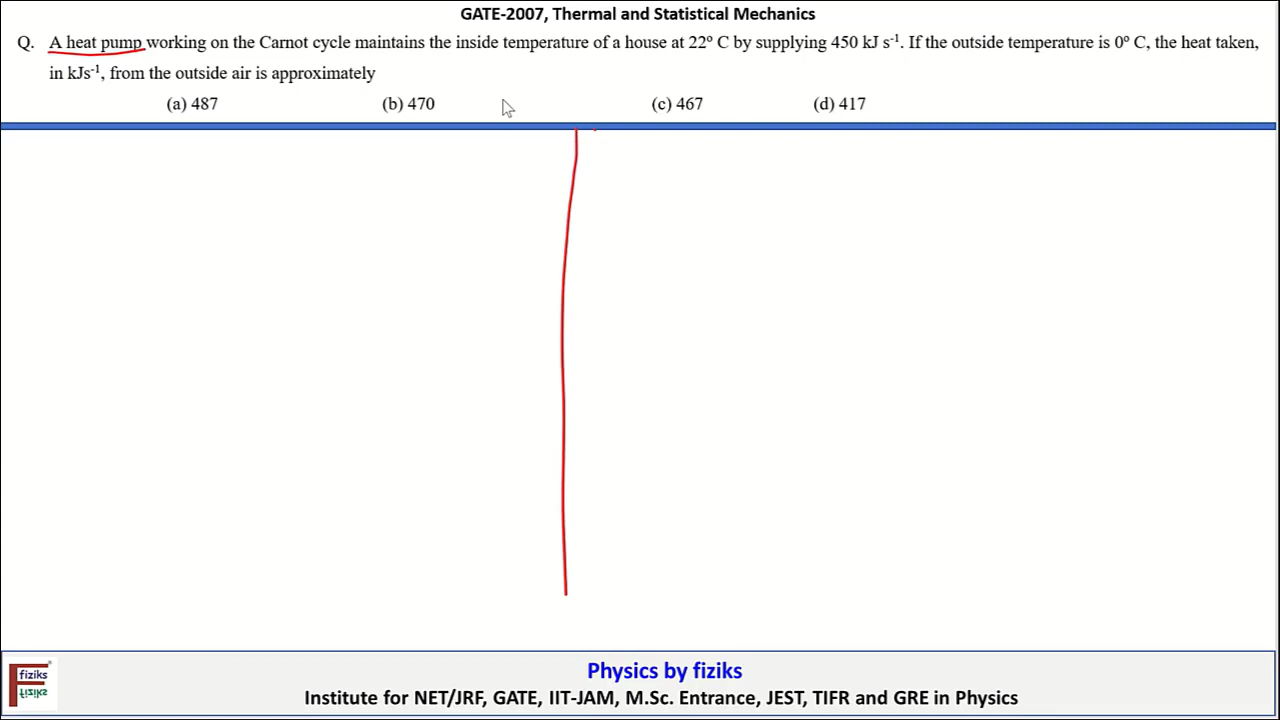 GATE-2007, Thermal and Statistical Mechanics
Q. A heat pump working on the Carnot cycle maintains the inside temperature of a house at 22º C by supplying 450 kJ s⁻¹. If the outside temperature is 0º C, the heat taken,
in kJs⁻¹, from the outside air is approximately
(a) 487 (b) 470 (c) 467 (d) 417
fiziks
fiziks
Physics by fiziks
Institute for NET/JRF, GATE, IIT-JAM, M.Sc. Entrance, JEST, TIFR and GRE in Physics